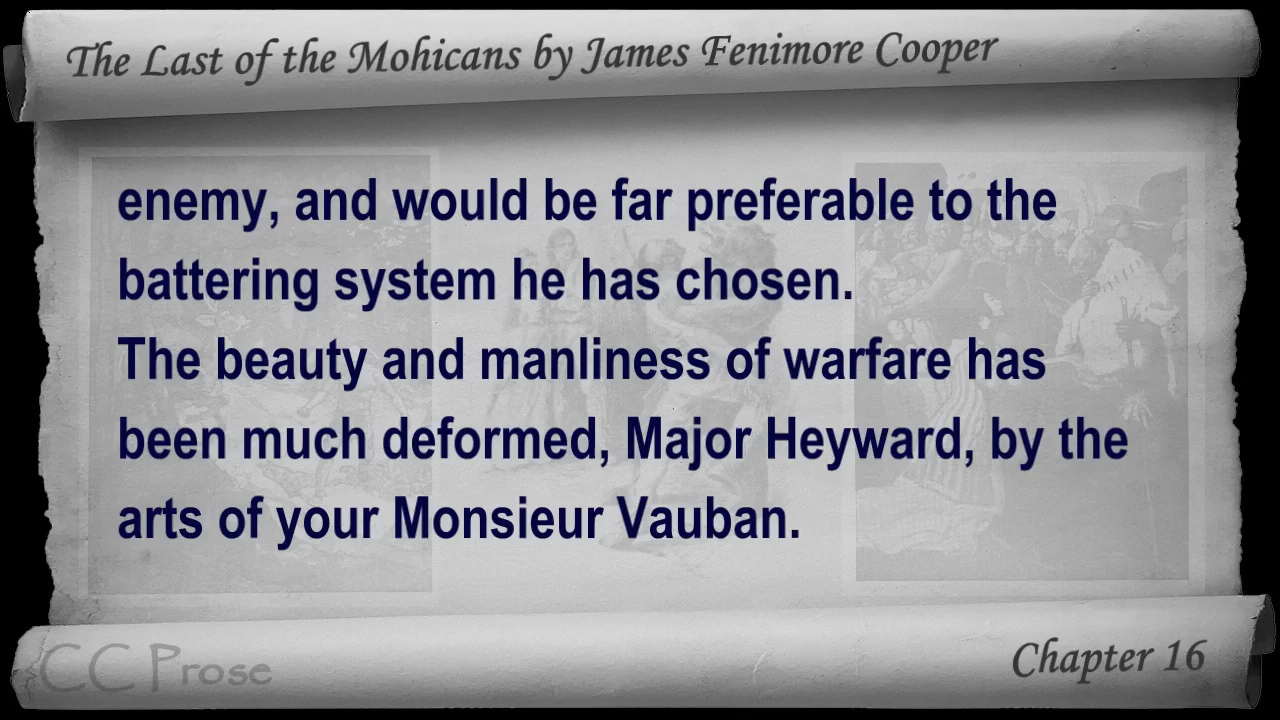 The Last of the Mohicans by James Fenimore Cooper
enemy, and would be far preferable to the
battering system he has chosen.
The beauty and manliness of warfare has
been much deformed, Major Heyward, by the
arts of your Monsieur Vauban.
CC Prose
Chapter 16